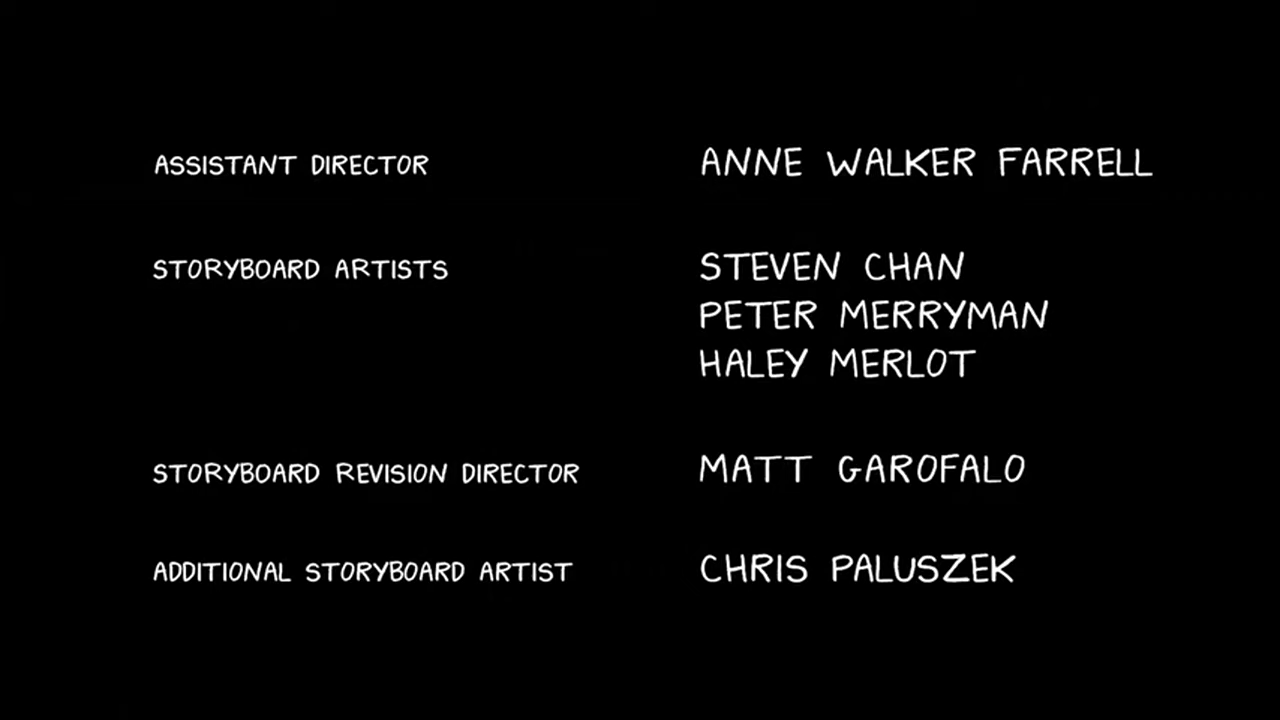 ASSISTANT DIRECTOR ANNE WALKER FARRELL
STORYBOARD ARTISTS STEVEN CHAN
PETER MERRYMAN
HALEY MERLOT
STORYBOARD REVISION DIRECTOR MATT GAROFALO
ADDITIONAL STORYBOARD ARTIST CHRIS PALUSZEK